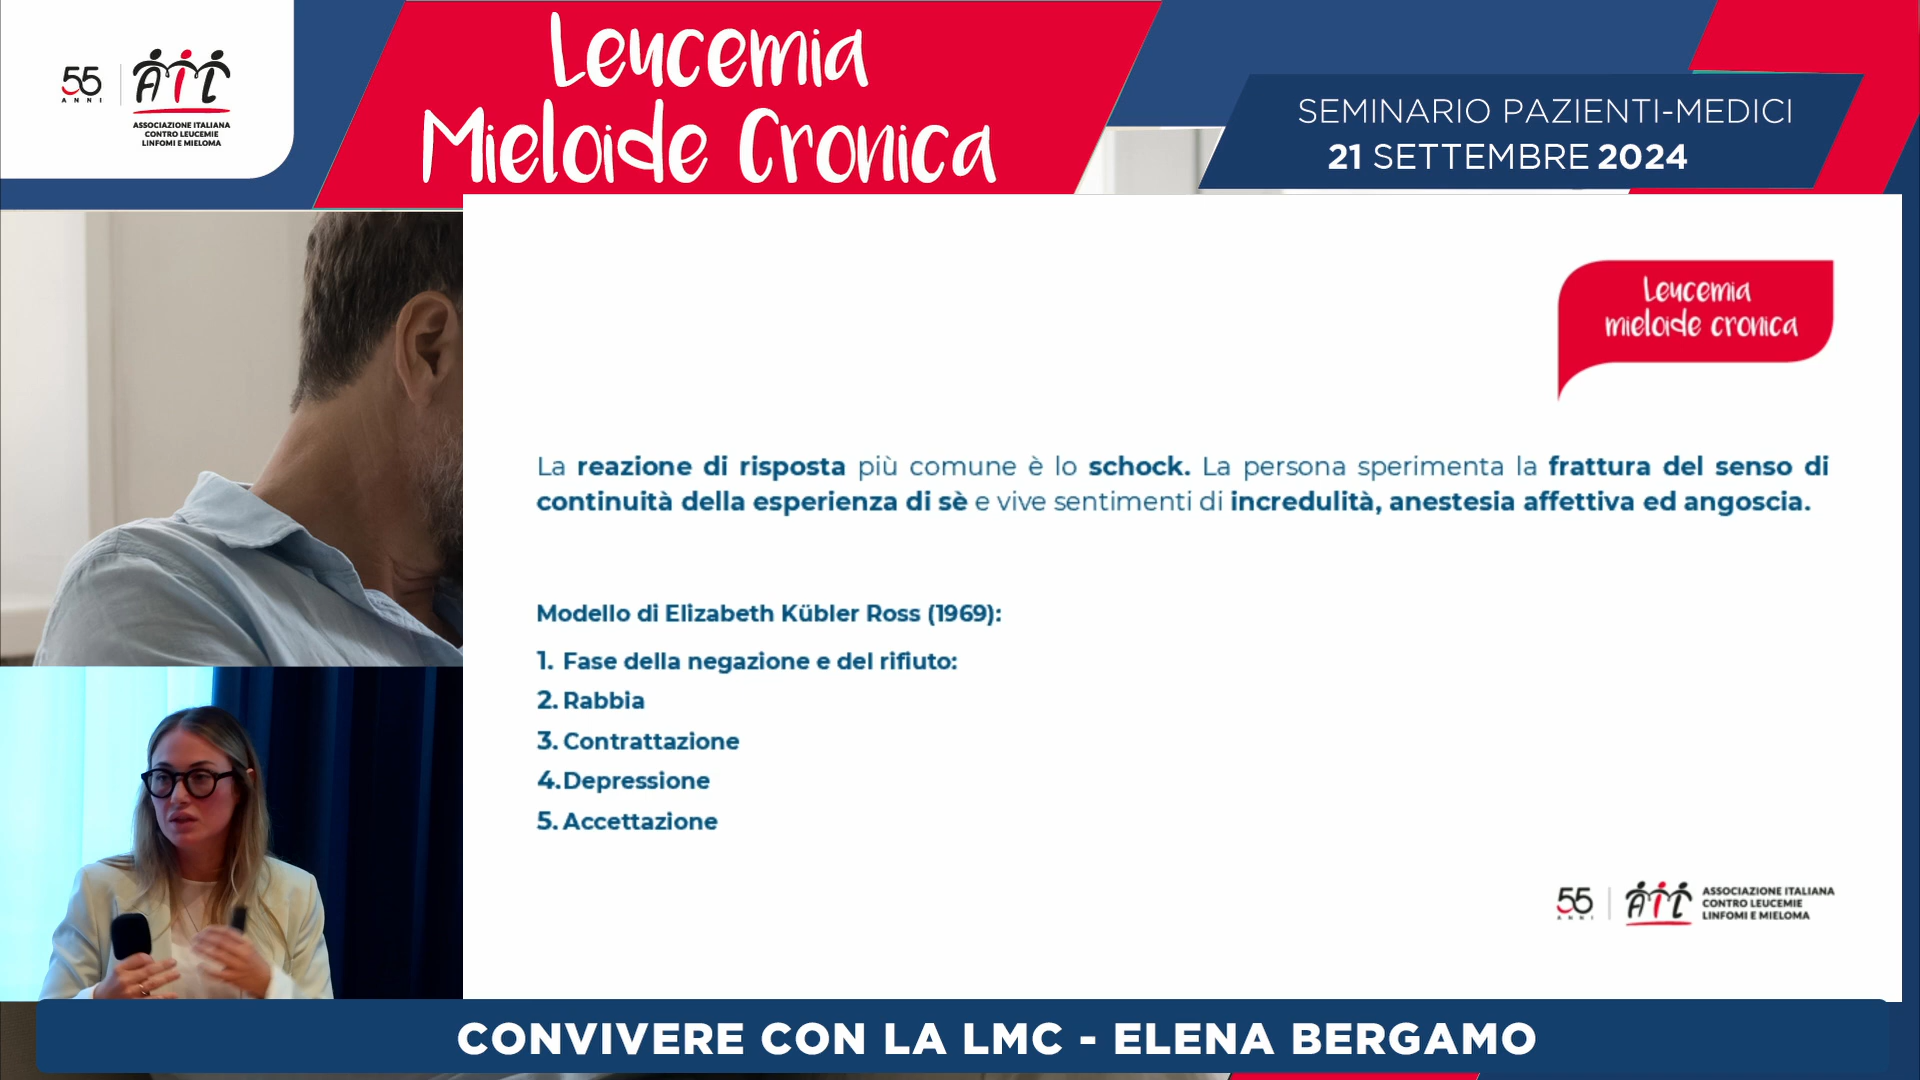 55
ANNI
AIL
ASSOCIAZIONE ITALIANA
CONTRO LEUCEMIE
LINFOMI E MIELOMA
Leucemia
Mieloide Cronica
SEMINARIO PAZIENTI-MEDICI
21 SETTEMBRE 2024
Leucemia
mieloide cronica
La reazione di risposta più comune è lo schock. La persona sperimenta la frattura del senso di
continuità della esperienza di sè e vive sentimenti di incredulità, anestesia affettiva ed angoscia.
Modello di Elizabeth Kübler Ross (1969):
1. Fase della negazione e del rifiuto:
2. Rabbia
3. Contrattazione
4.Depressione
5. Accettazione
55
ANNI
AIL
ASSOCIAZIONE ITALIANA
CONTRO LEUCEMIE
LINFOMI E MIELOMA
CONVIVERE CON LA LMC - ELENA BERGAMO